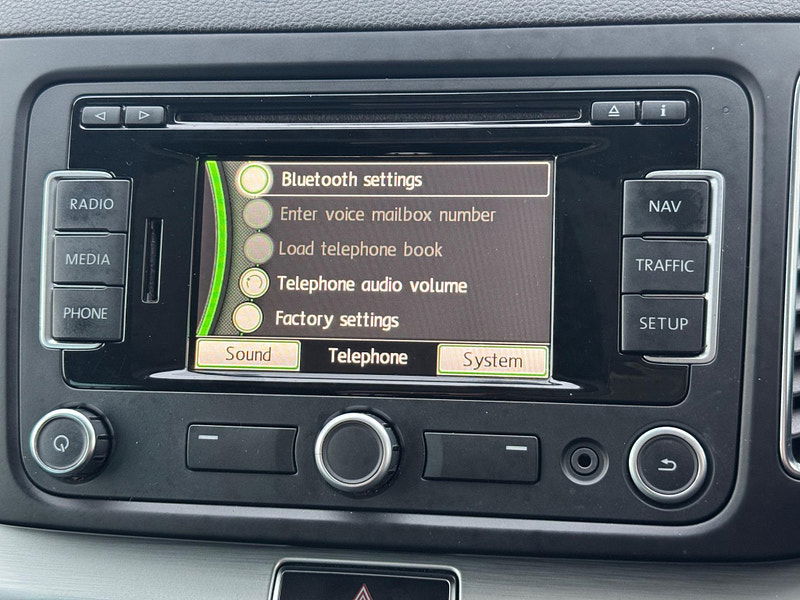 RADIO
MEDIA
PHONE
Bluetooth settings
Enter voice mailbox number
Load telephone book
Telephone audio volume
Factory settings
Sound Telephone System
i
NAV
TRAFFIC
SETUP